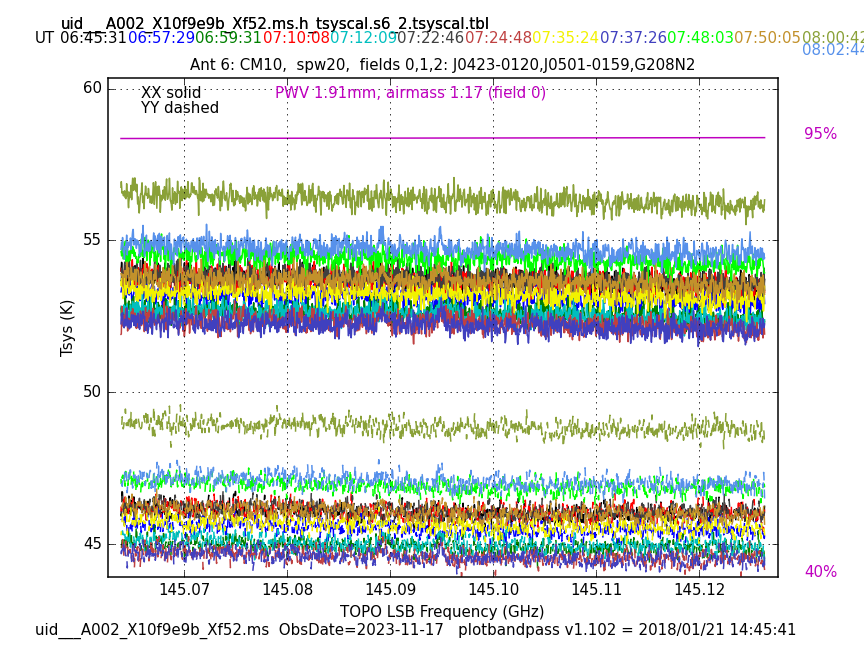 uid___A002_X10f9e9b_Xf52.ms.h_tsyscal.s6_2.tsyscal.tbl
UT 06:45:31 06:57:29 06:59:31 07:10:08 07:12:09 07:22:46 07:24:48 07:35:24 07:37:26 07:48:03 07:50:05 08:00:42
08:02:44
Ant 6: CM10,  spw20,  fields 0,1,2: J0423-0120,J0501-0159,G208N2
60
XX solid
PWV 1.91mm, airmass 1.17 (field 0)
YY dashed
95%
55
Tsys (K)
50
45
40%
145.07 145.08 145.09 145.10 145.11 145.12
TOPO LSB Frequency (GHz)
uid___A002_X10f9e9b_Xf52.ms  ObsDate=2023-11-17   plotbandpass v1.102 = 2018/01/21 14:45:41